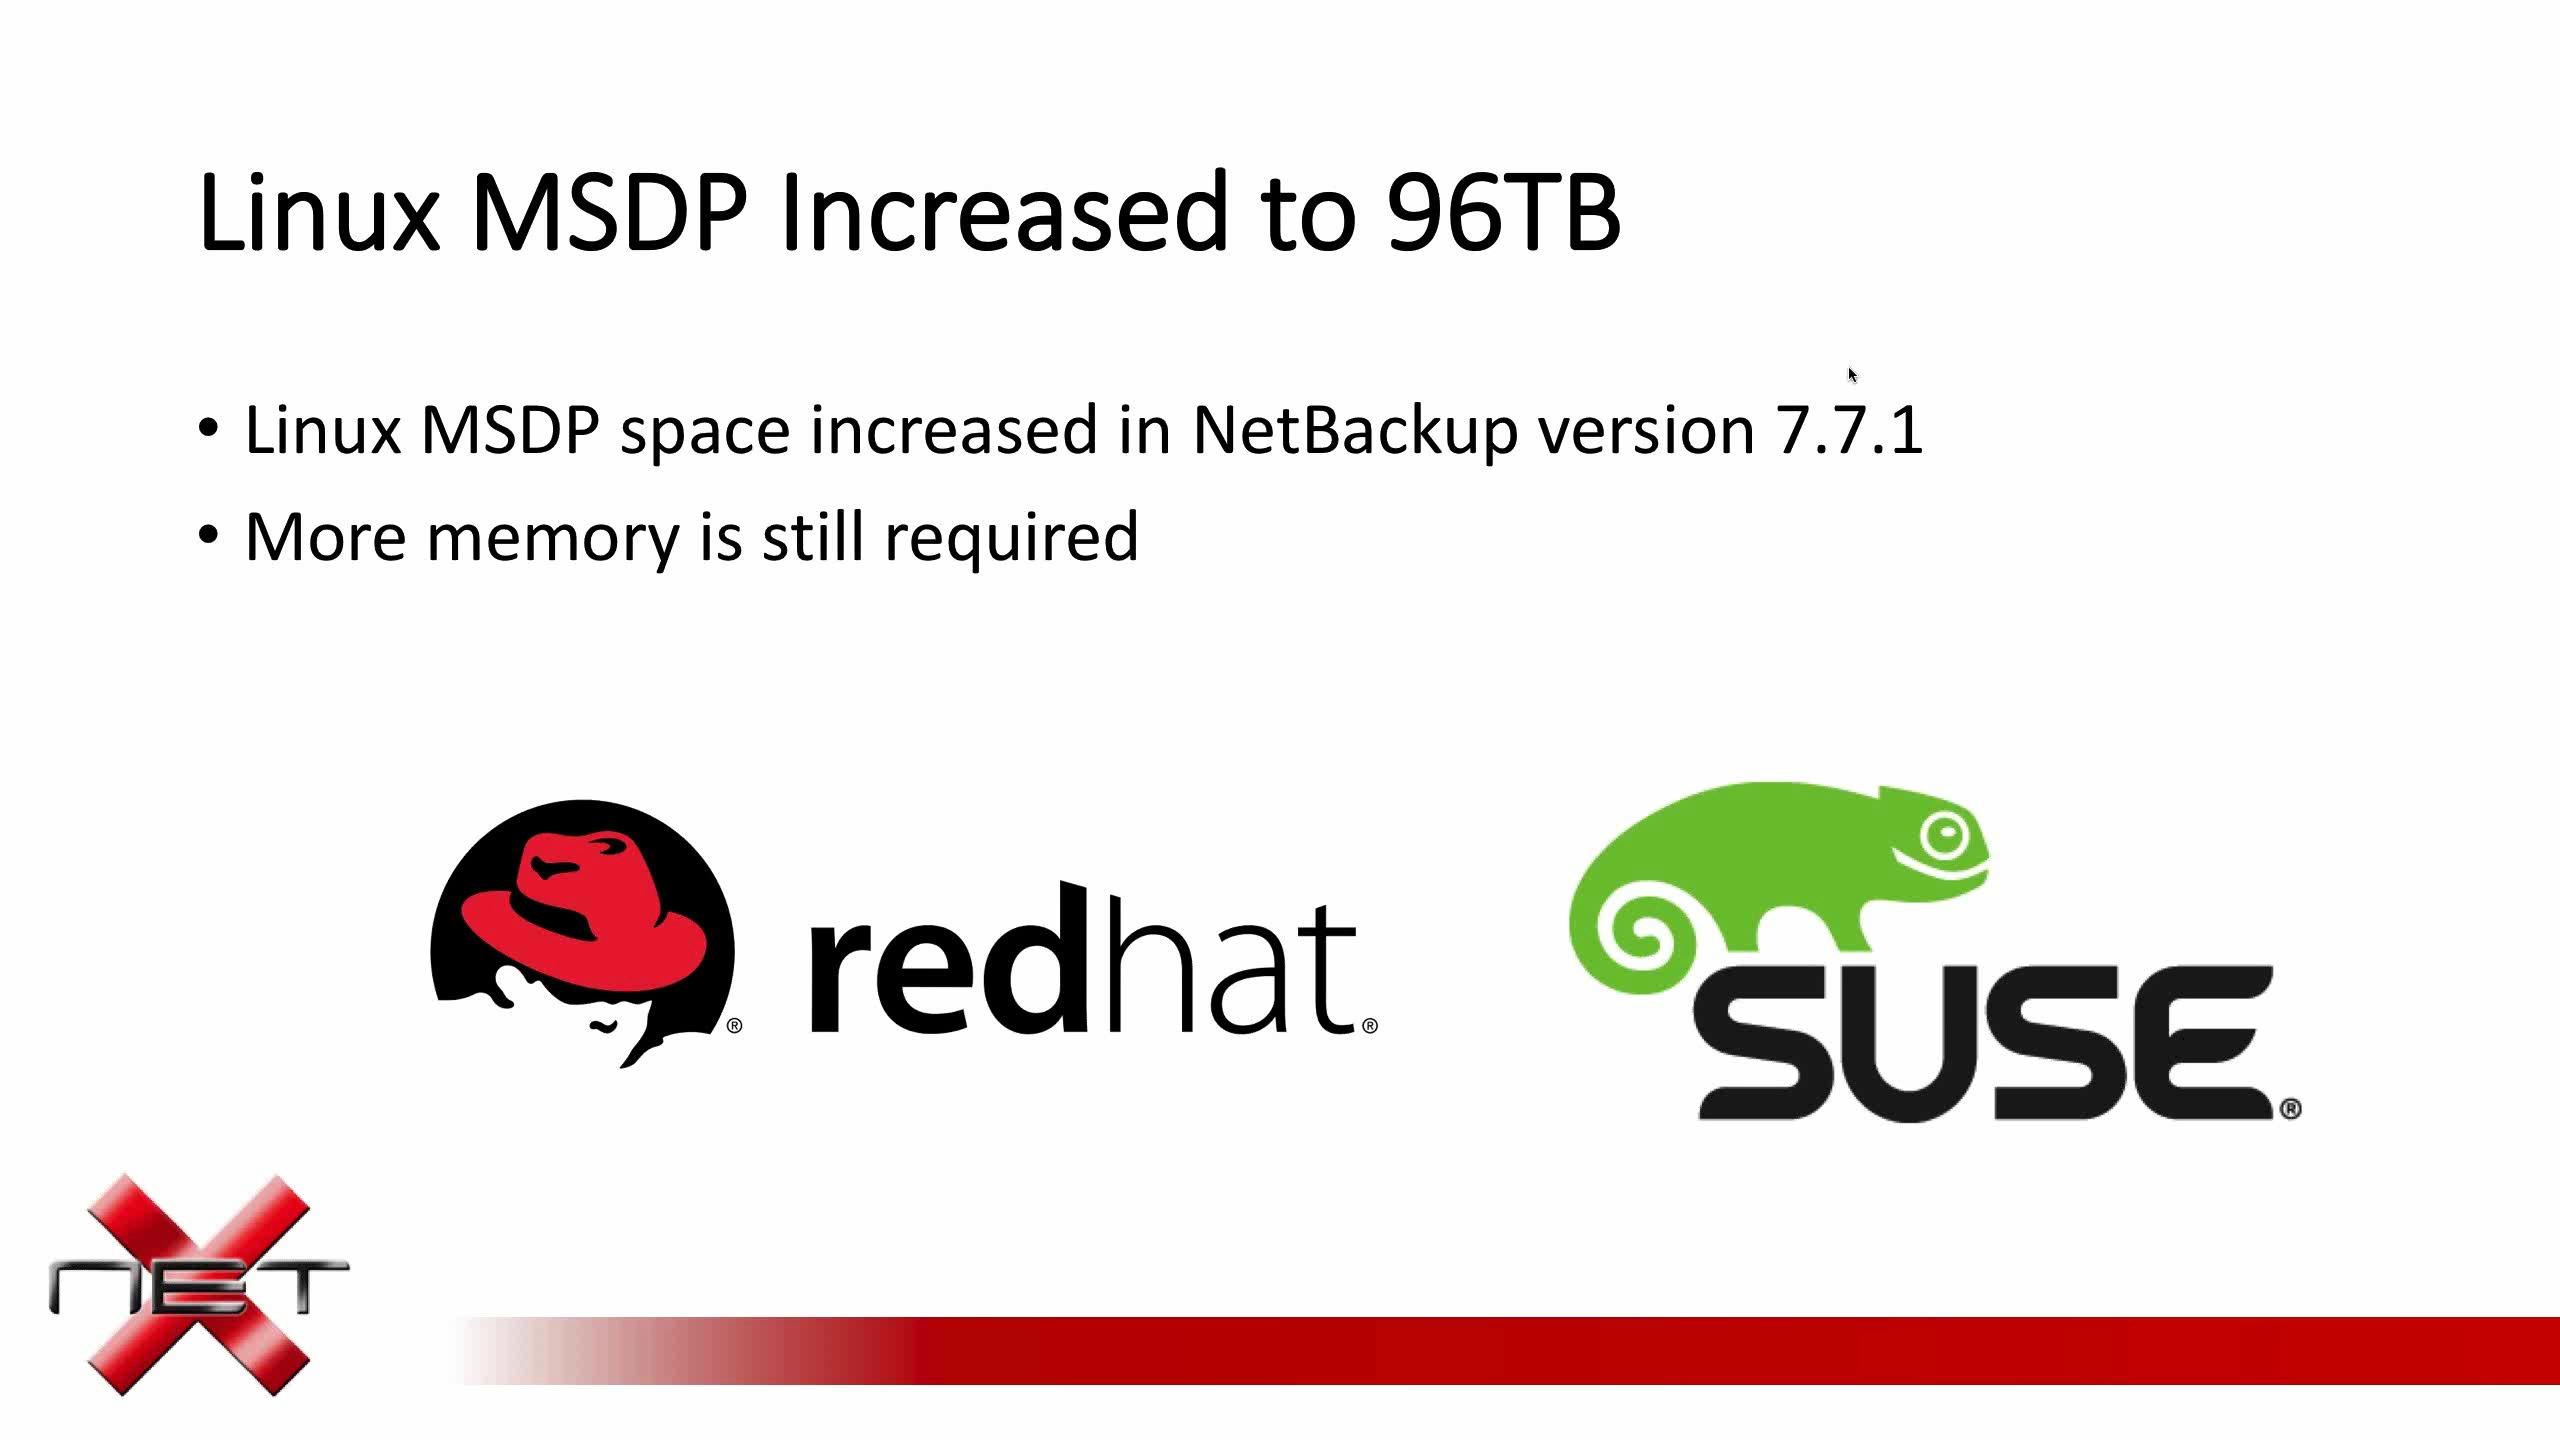 Linux MSDP Increased to 96TB
• Linux MSDP space increased in NetBackup version 7.7.1
• More memory is still required
redhat®
SUSE®
NET